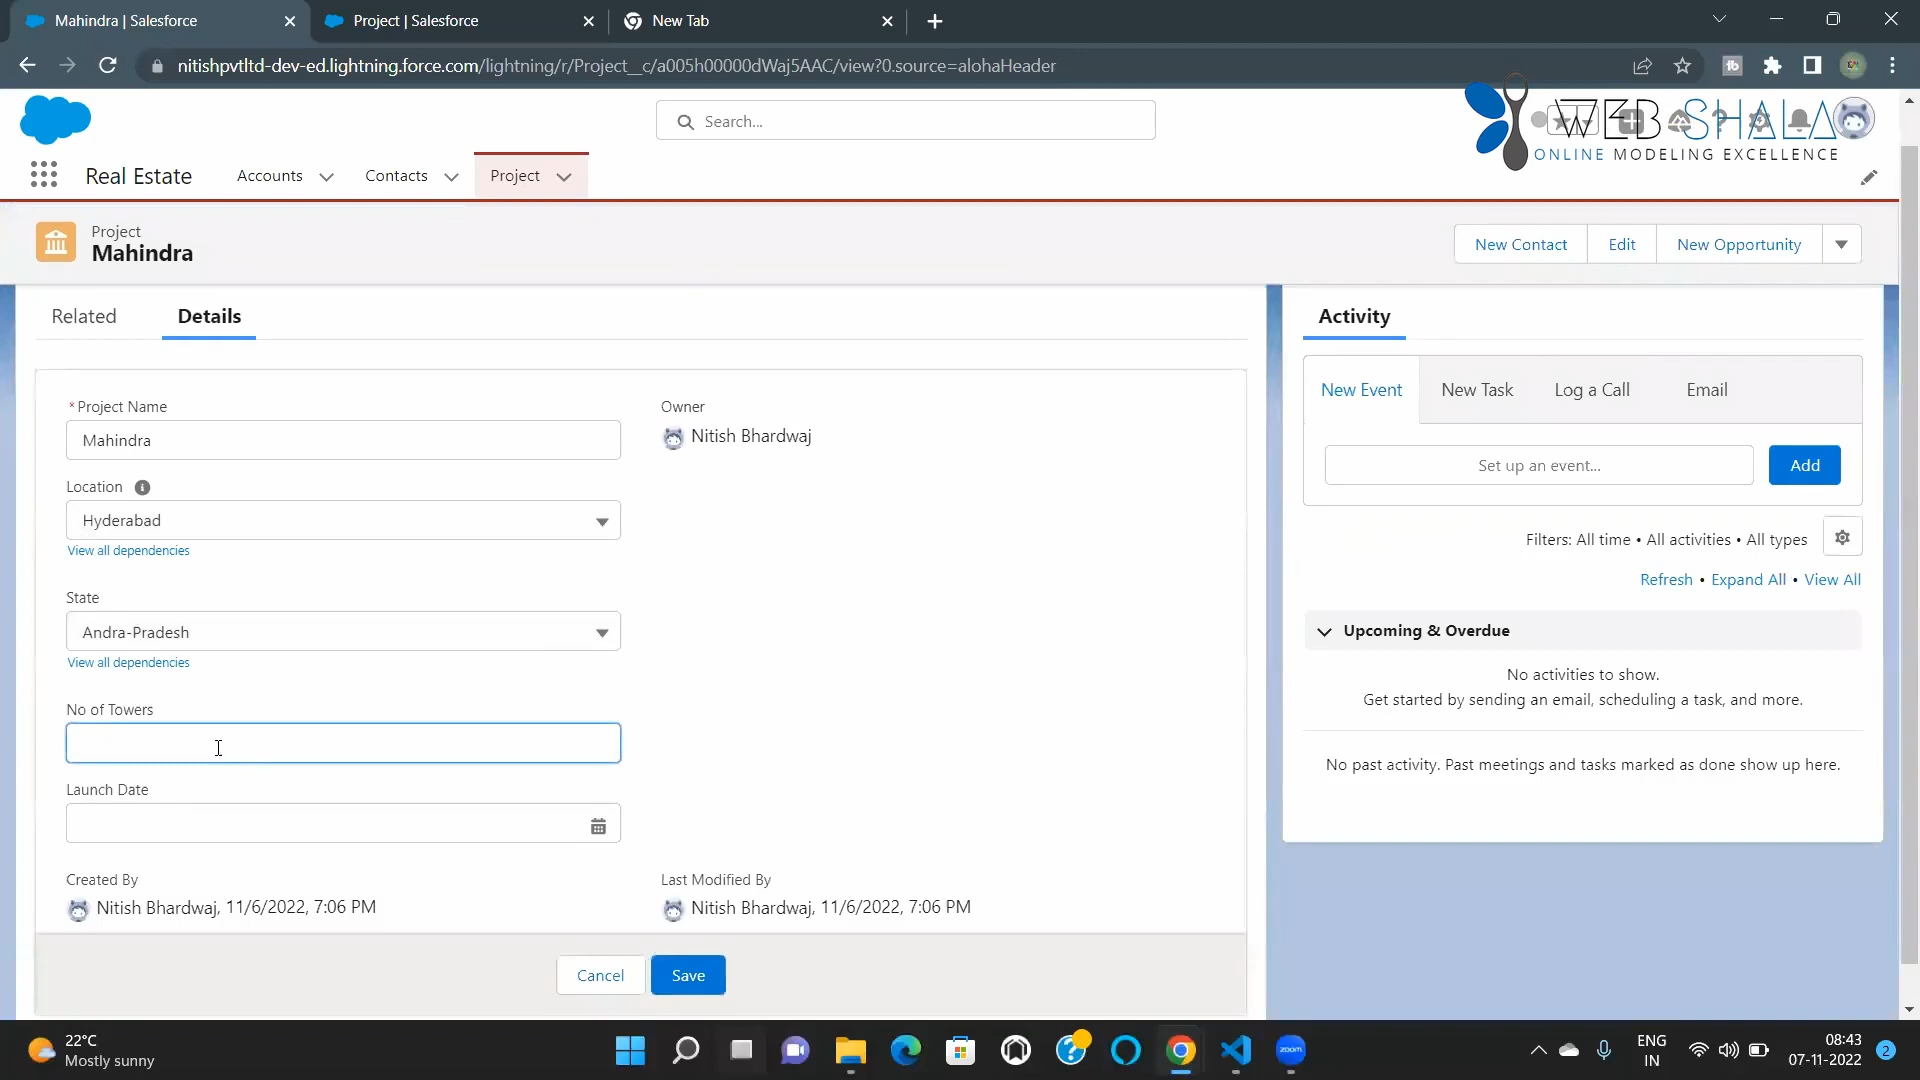 Mahindra | Salesforce
Project | Salesforce
New Tab
nitishpvtltd-dev-ed.lightning.force.com/lightning/r/Project__c/a005h00000dWaj5AAC/view?0.source=alohaHeader
Search...
WEB SHALA
ONLINE MODELING EXCELLENCE
Real Estate
Accounts
Contacts
Project
Project
Mahindra
New Contact
Edit
New Opportunity
Related
Details
Activity
*Project Name
Mahindra
Owner
Nitish Bhardwaj
Location
Hyderabad
View all dependencies
State
Andra-Pradesh
View all dependencies
No of Towers
Launch Date
Created By
Nitish Bhardwaj, 11/6/2022, 7:06 PM
Last Modified By
Nitish Bhardwaj, 11/6/2022, 7:06 PM
Cancel
Save
New Event
New Task
Log a Call
Email
Set up an event...
Add
Filters: All time • All activities • All types
Refresh • Expand All • View All
Upcoming & Overdue
No activities to show.
Get started by sending an email, scheduling a task, and more.
No past activity. Past meetings and tasks marked as done show up here.
22°C
Mostly sunny
zoom
ENG
IN
08:43
07-11-2022
2